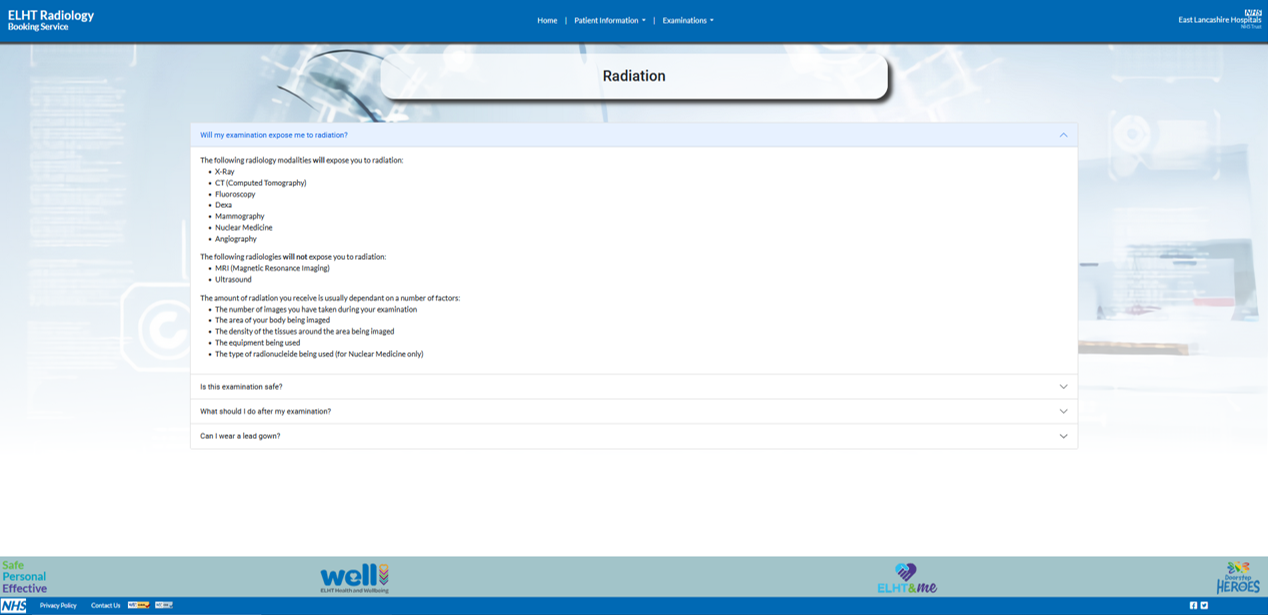 ELHT Radiology
Booking Service
Home | Patient Information | Examinations
NHS
East Lancashire Hospitals
NHS Trust
Radiation
Will my examination expose me to radiation?
The following radiology modalities will expose you to radiation:
• X-Ray
• CT (Computed Tomography)
• Fluoroscopy
• Dexa
• Mammography
• Nuclear Medicine
• Angiography
The following radiologies will not expose you to radiation:
• MRI (Magnetic Resonance Imaging)
• Ultrasound
The amount of radiation you receive is usually dependant on a number of factors:
• The number of images you have taken during your examination
• The area of your body being imaged
• The density of the tissues around the area being imaged
• The equipment being used
• The type of radionucleide being used (for Nuclear Medicine only)
Is this examination safe?
What should I do after my examination?
Can I wear a lead gown?
Safe
Personal
Effective
well
ELHT Health and Wellbeing
ELHT&me
Doorstep
HEROES
NHS
Privacy Policy
Contact Us